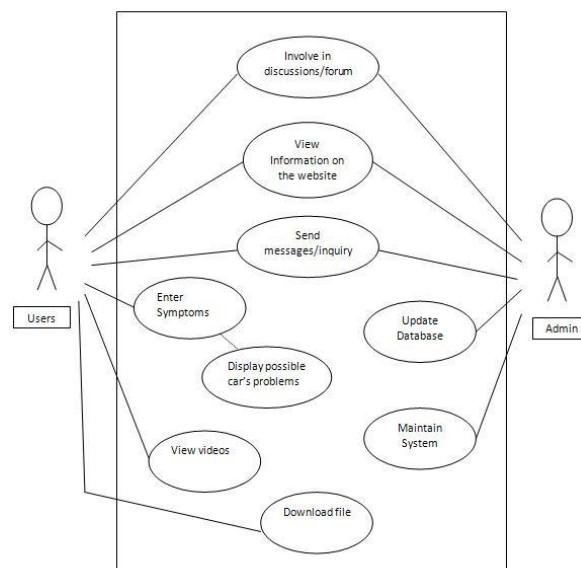 Involve in
discussions/forum
View
Information on
the website
Send
messages/inquiry
Enter
Symptoms
Users
Update
Database
Admin
Display possible
car's problems
View videos
Maintain
System
Download file